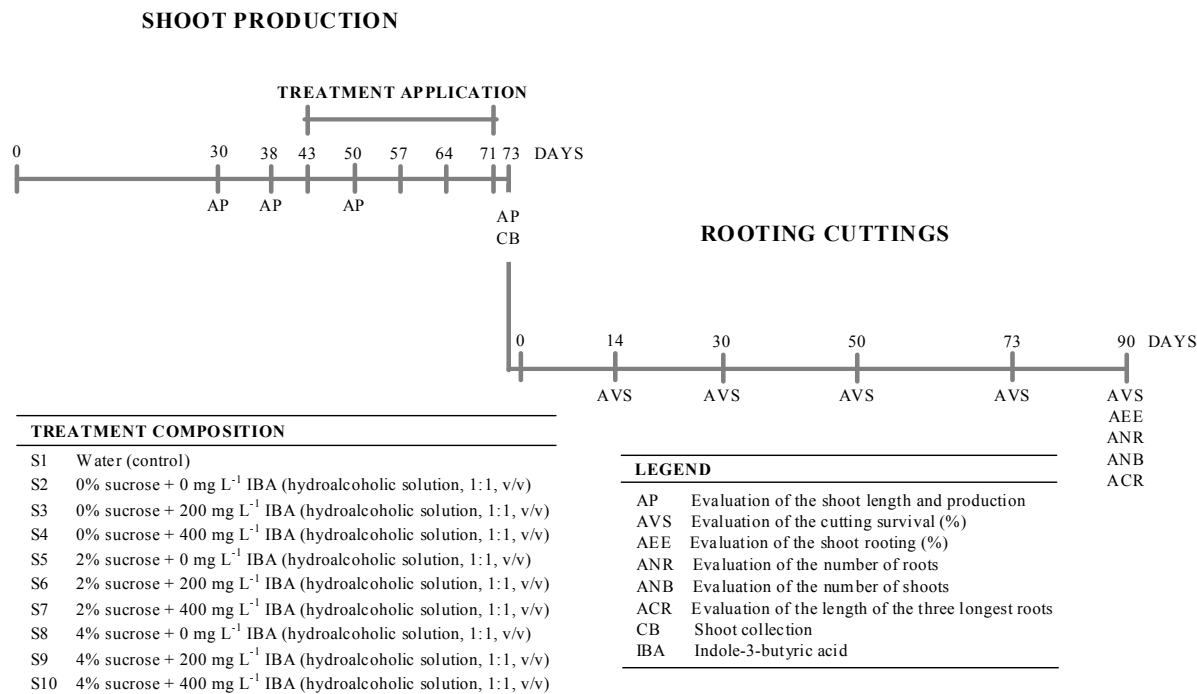 SHOOT PRODUCTION
TREATMENT APPLICATION
0 30 38 43 50 57 64 71 73 DAYS
AP AP AP
AP
CB
ROOTING CUTTINGS
0 14 30 50 73 90 DAYS
AVS AVS AVS AVS AVS
AEE
ANR
ANB
ACR
TREATMENT COMPOSITION
S1 Water (control)
S2 0% sucrose + 0 mg L⁻¹ IBA (hydroalcoholic solution, 1:1, v/v)
S3 0% sucrose + 200 mg L⁻¹ IBA (hydroalcoholic solution, 1:1, v/v)
S4 0% sucrose + 400 mg L⁻¹ IBA (hydroalcoholic solution, 1:1, v/v)
S5 2% sucrose + 0 mg L⁻¹ IBA (hydroalcoholic solution, 1:1, v/v)
S6 2% sucrose + 200 mg L⁻¹ IBA (hydroalcoholic solution, 1:1, v/v)
S7 2% sucrose + 400 mg L⁻¹ IBA (hydroalcoholic solution, 1:1, v/v)
S8 4% sucrose + 0 mg L⁻¹ IBA (hydroalcoholic solution, 1:1, v/v)
S9 4% sucrose + 200 mg L⁻¹ IBA (hydroalcoholic solution, 1:1, v/v)
S10 4% sucrose + 400 mg L⁻¹ IBA (hydroalcoholic solution, 1:1, v/v)
LEGEND
AP Evaluation of the shoot length and production
AVS Evaluation of the cutting survival (%)
AEE Evaluation of the shoot rooting (%)
ANR Evaluation of the number of roots
ANB Evaluation of the number of shoots
ACR Evaluation of the length of the three longest roots
CB Shoot collection
IBA Indole-3-butyric acid